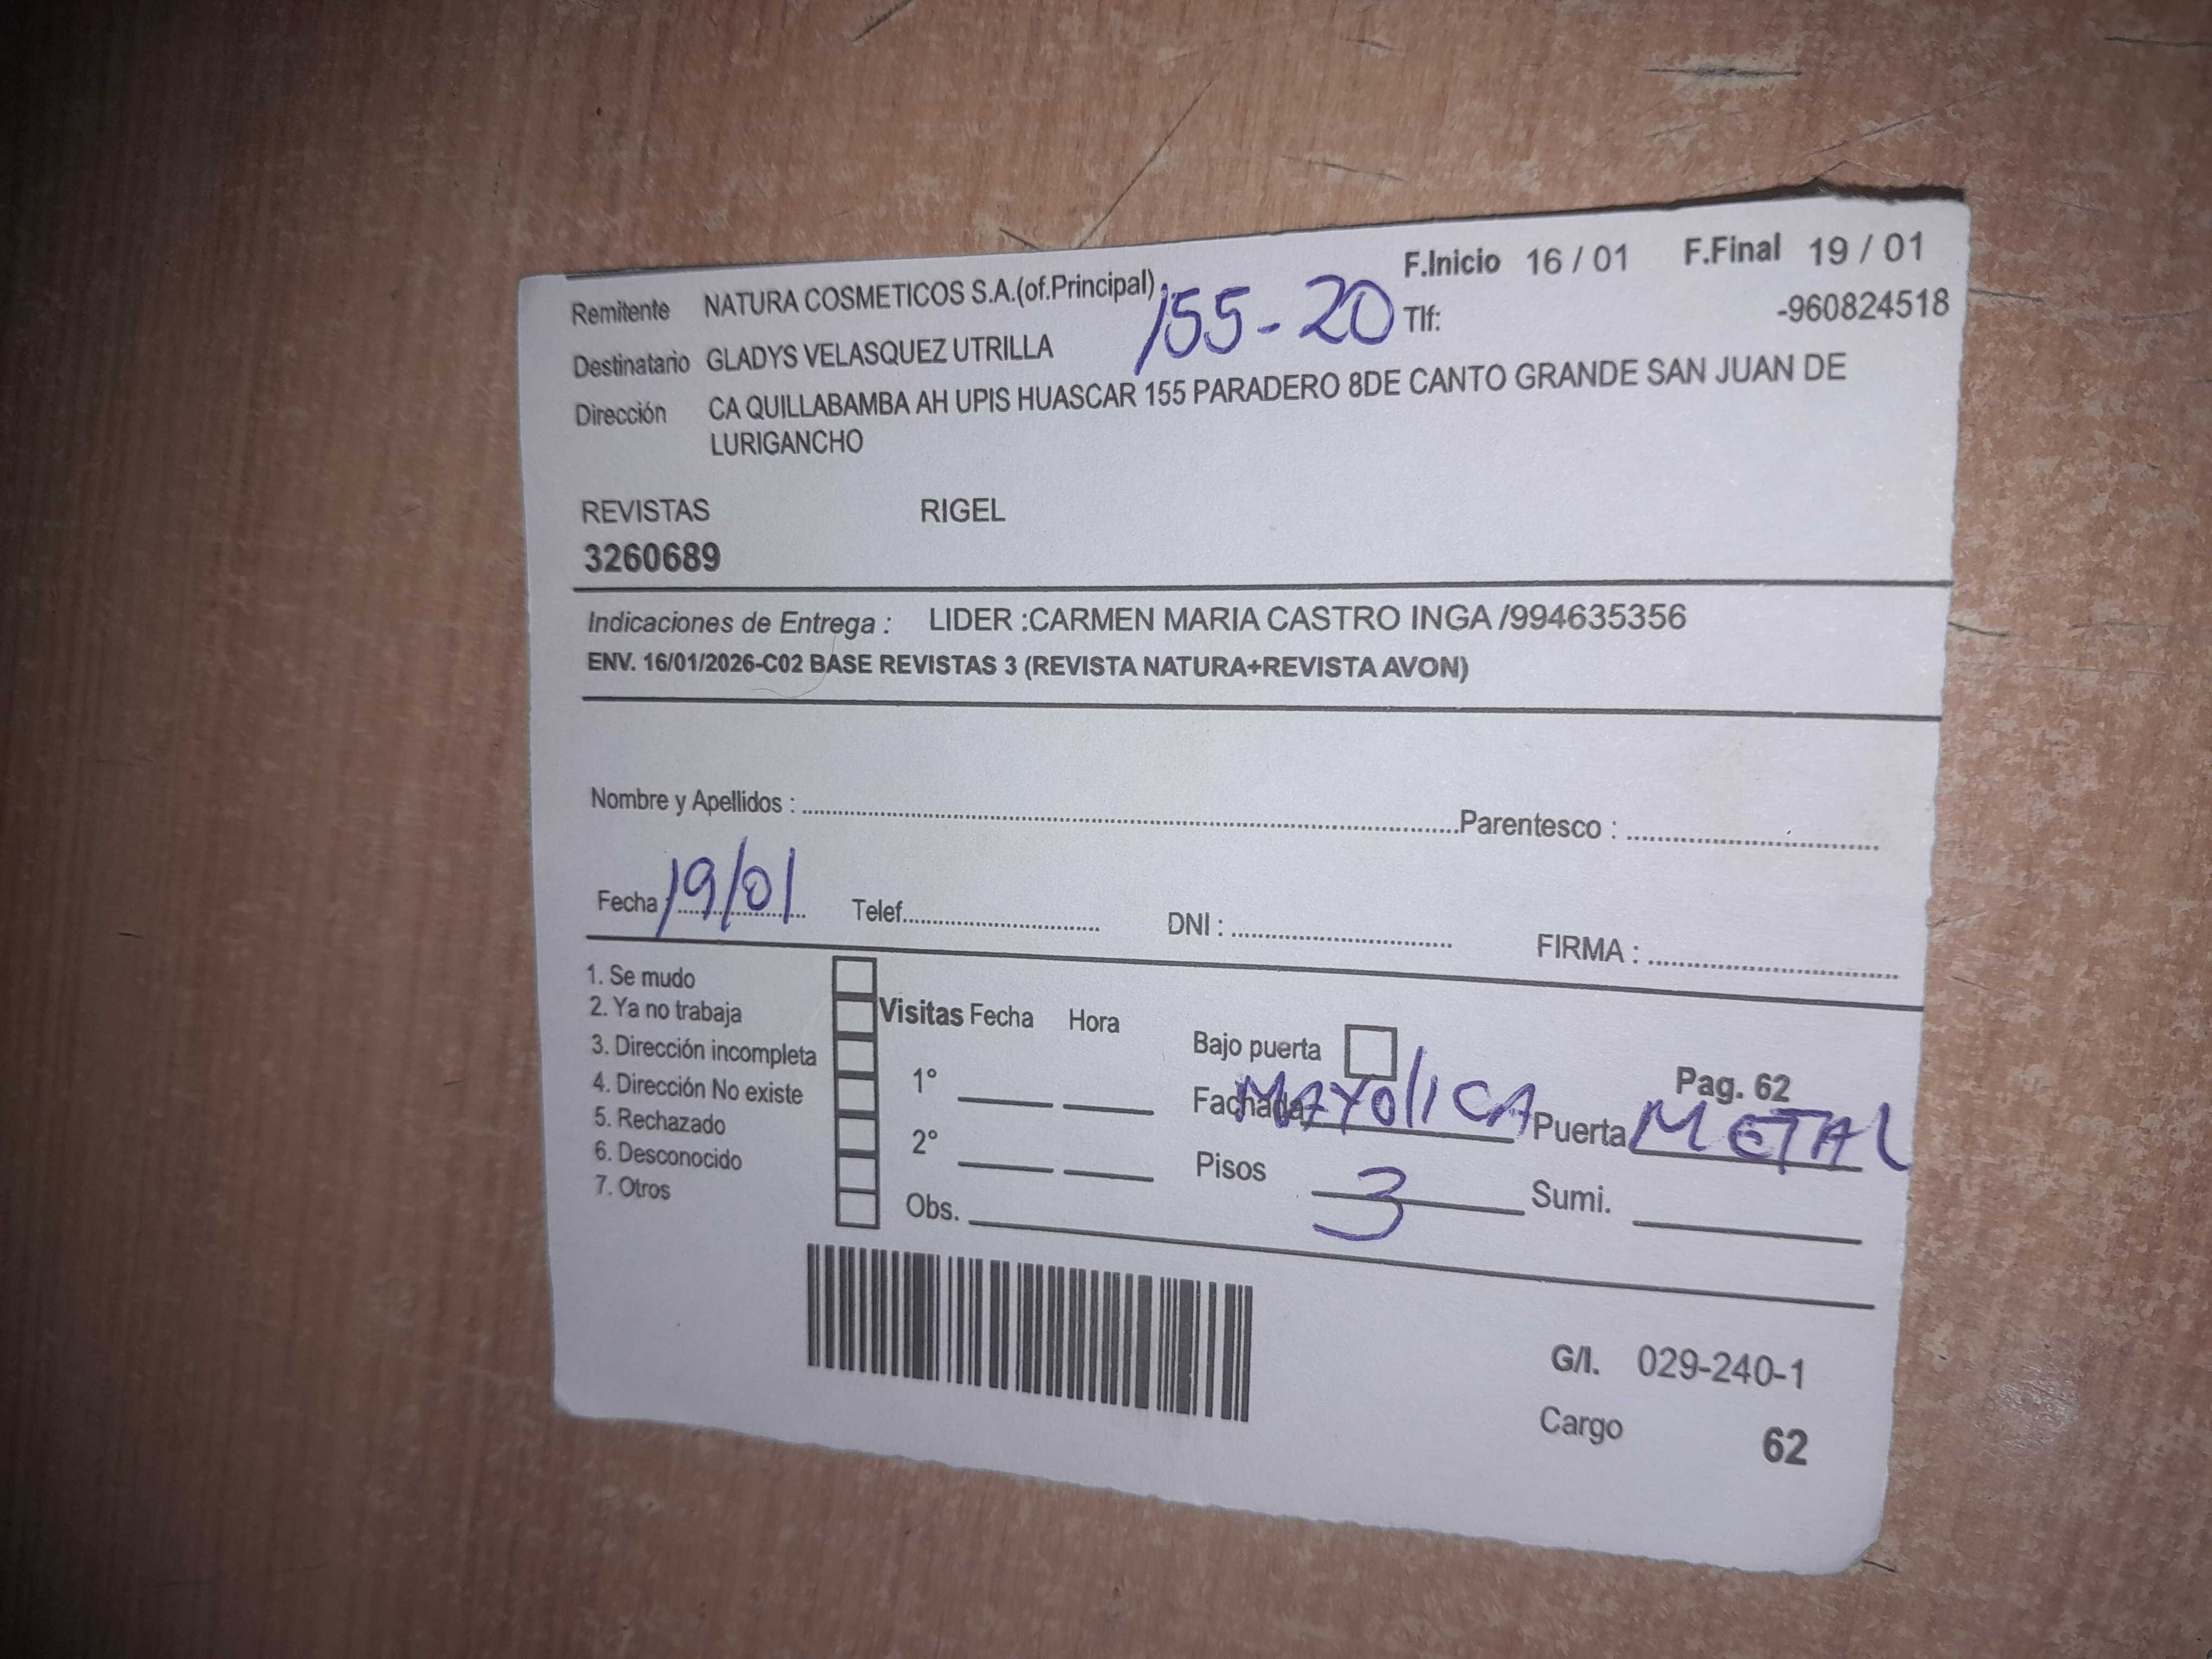 F.Inicio 16 / 01 F.Final 19 / 01
Remitente NATURA COSMETICOS S.A.(of.Principal)
155-20 Tlf: -960824518
Destinatario GLADYS VELASQUEZ UTRILLA
Dirección CA QUILLABAMBA AH UPIS HUASCAR 155 PARADERO 8DE CANTO GRANDE SAN JUAN DE
LURIGANCHO
REVISTAS RIGEL
3260689
Indicaciones de Entrega : LIDER :CARMEN MARIA CASTRO INGA /994635356
ENV. 16/01/2026-C02 BASE REVISTAS 3 (REVISTA NATURA+REVISTA AVON)
Nombre y Apellidos : Parentesco :
Fecha : 19/01 Telef. DNI : FIRMA :
1. Se mudo
2. Ya no trabaja
3. Dirección incompleta
4. Dirección No existe
5. Rechazado
6. Desconocido
7. Otros
Visitas Fecha Hora
1°
2°
Obs.
Bajo puerta
Pag. 62
Fachada MAYOlICA Puerta METAL
Pisos 3 Sumi.
G/I. 029-240-1
Cargo 62